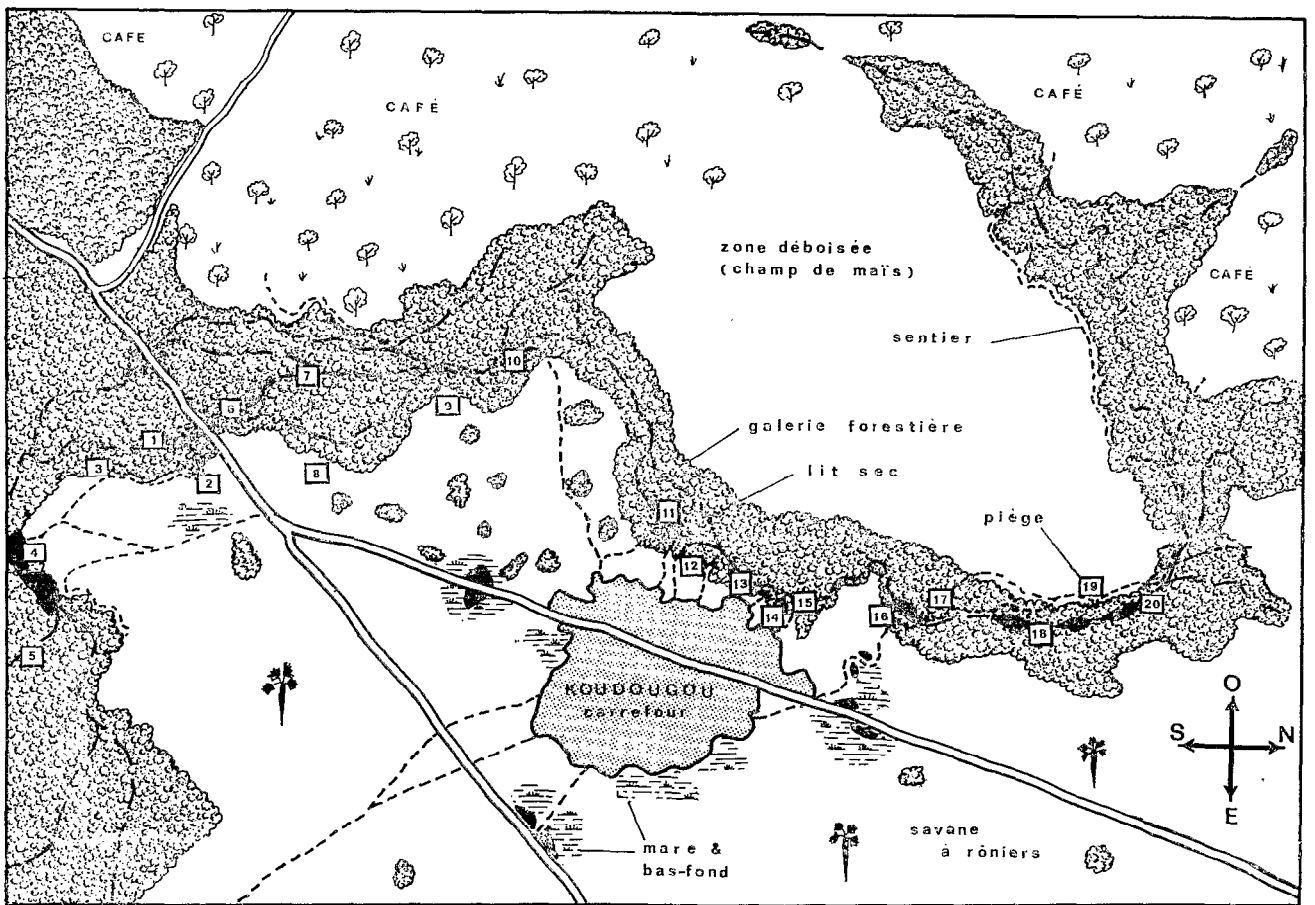 CAFE
CAFÉ
CAFÉ
zone déboisée
(champ de maïs)
CAFÉ
sentier
7
10
6
9
galerie forestière
1
lit sec
3
8
2
11
piège
4
12
13
19
14
15
16
17
18
20
5
KOUDOUGOU
carrefour
O
S N
E
mare &
bas-fond
savane
à rôniers